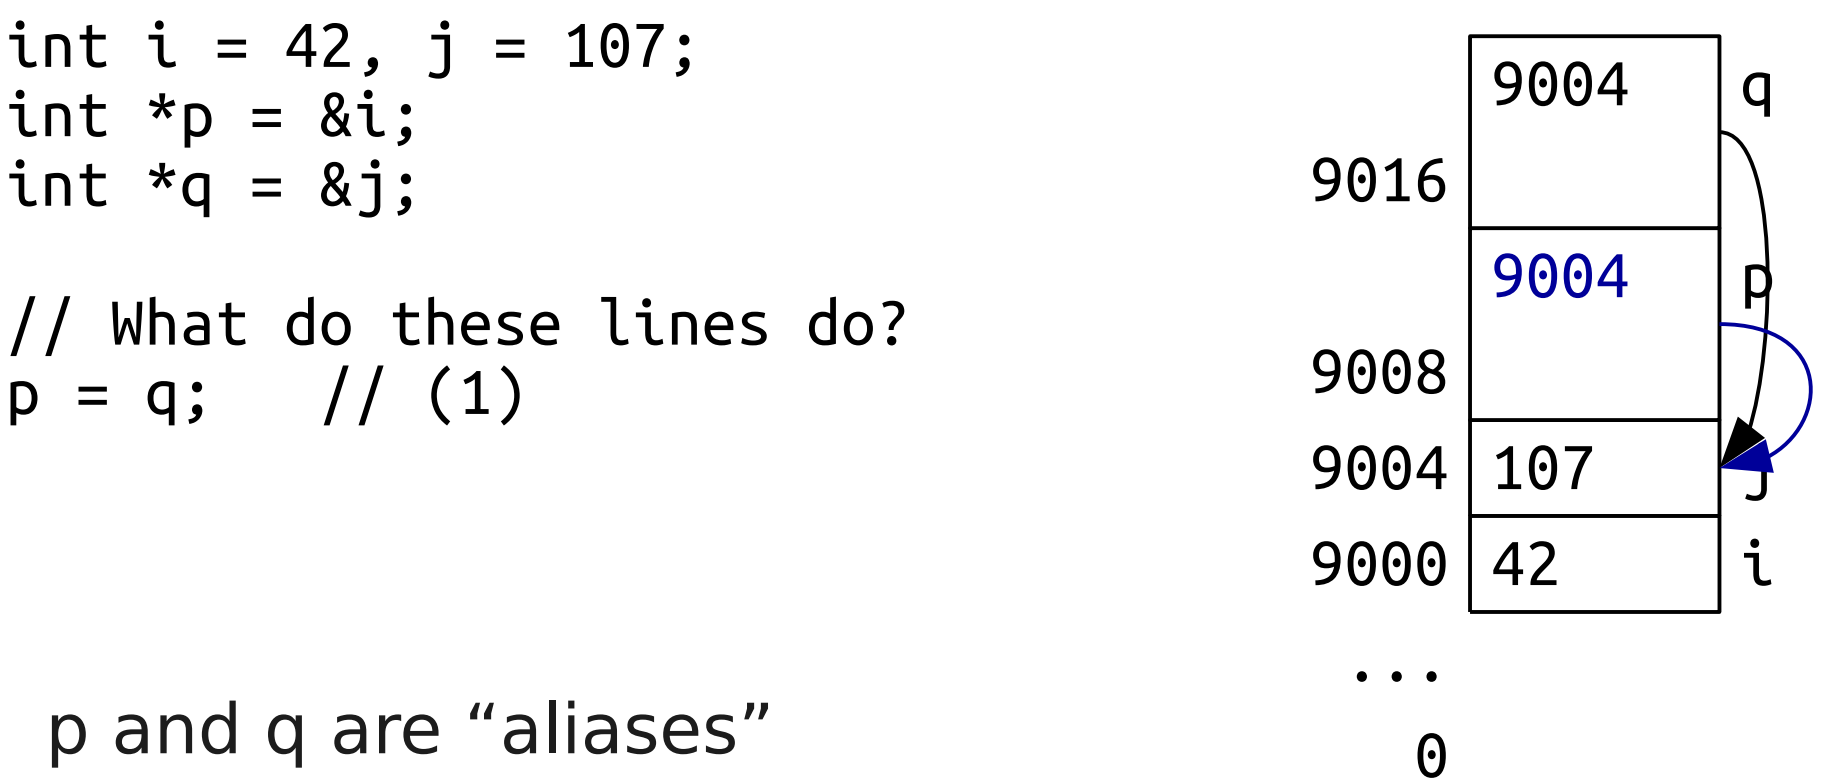 int i = 42, j = 107;
int *p = &i;
int *q = &j;
// What do these lines do?
p = q;   // (1)
p and q are “aliases”
9004 q
9016
9004 p
9008
9004 107 j
9000 42 i
...
0